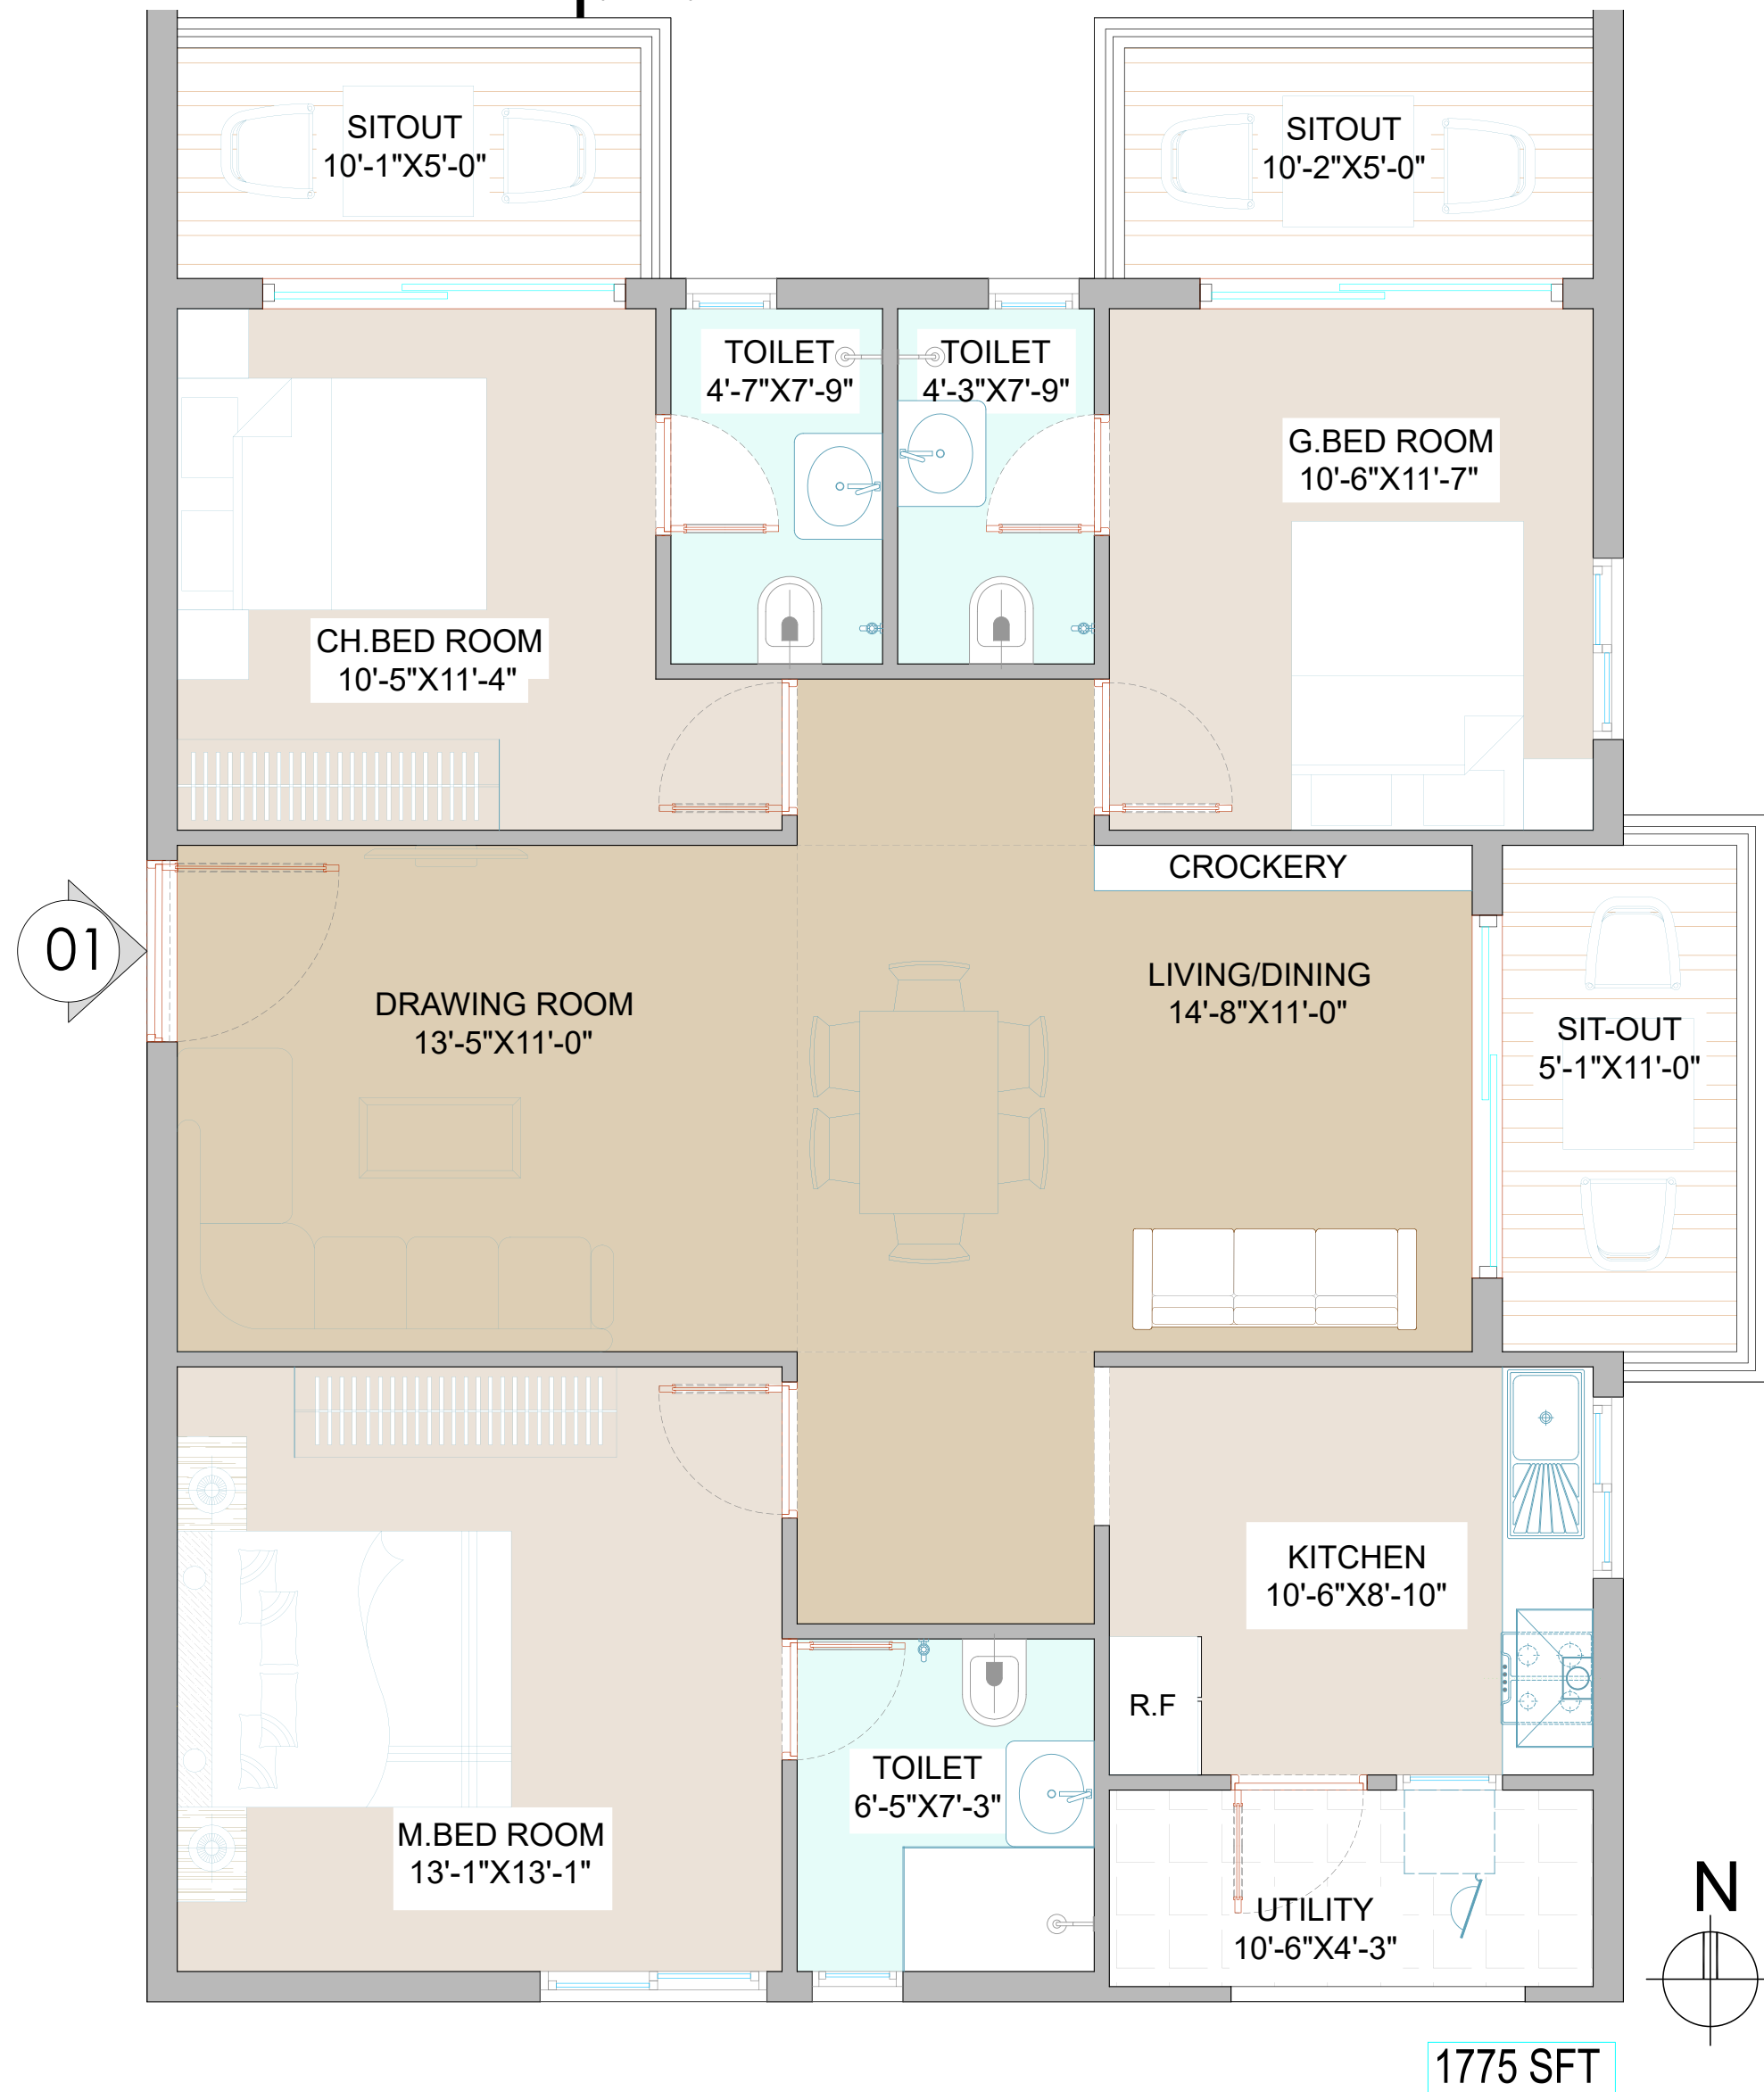 SITOUT
10'-1"X5'-0"
SITOUT
10'-2"X5'-0"
TOILET
4'-7"X7'-9"
TOILET
4'-3"X7'-9"
G.BED ROOM
10'-6"X11'-7"
CH.BED ROOM
10'-5"X11'-4"
CROCKERY
01
DRAWING ROOM
13'-5"X11'-0"
LIVING/DINING
14'-8"X11'-0"
SIT-OUT
5'-1"X11'-0"
KITCHEN
10'-6"X8'-10"
R.F
TOILET
6'-5"X7'-3"
M.BED ROOM
13'-1"X13'-1"
UTILITY
10'-6"X4'-3"
N
1775 SFT